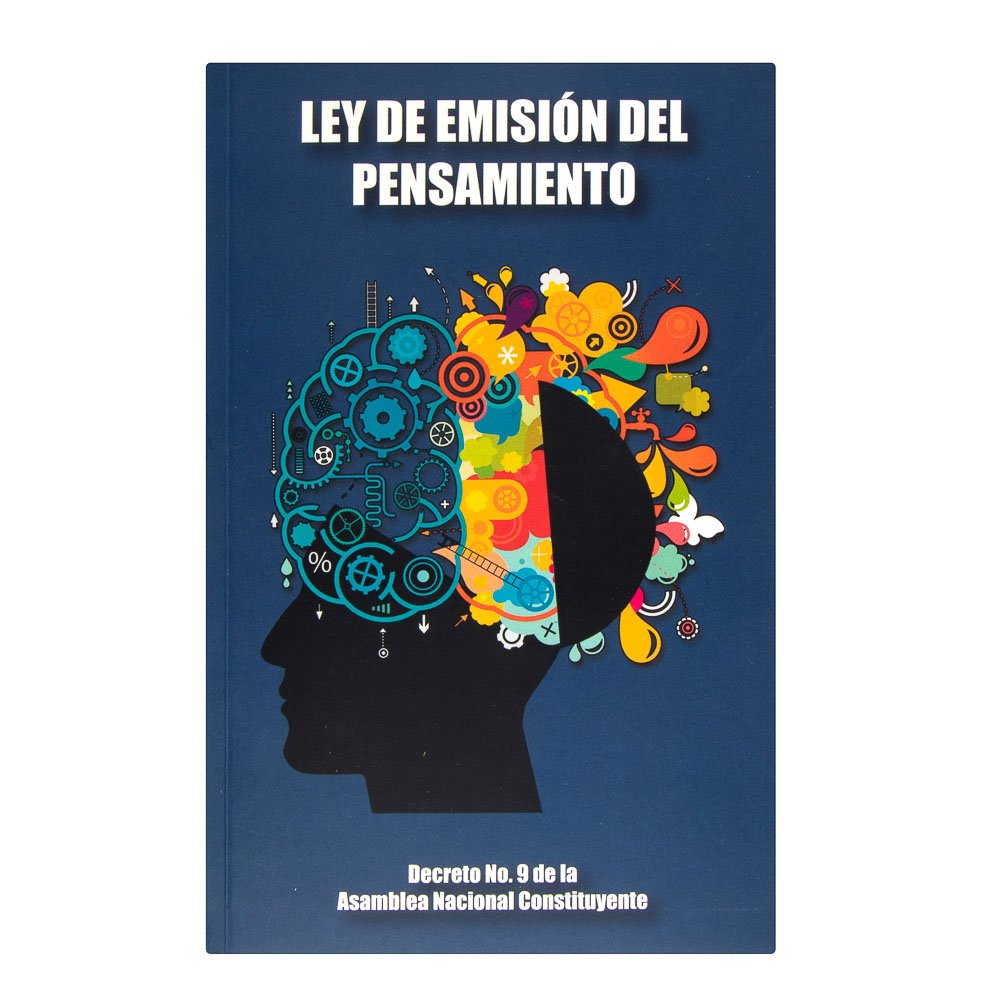 LEY DE EMISIÓN DEL
PENSAMIENTO
*
%
Decreto No. 9 de la
Asamblea Nacional Constituyente